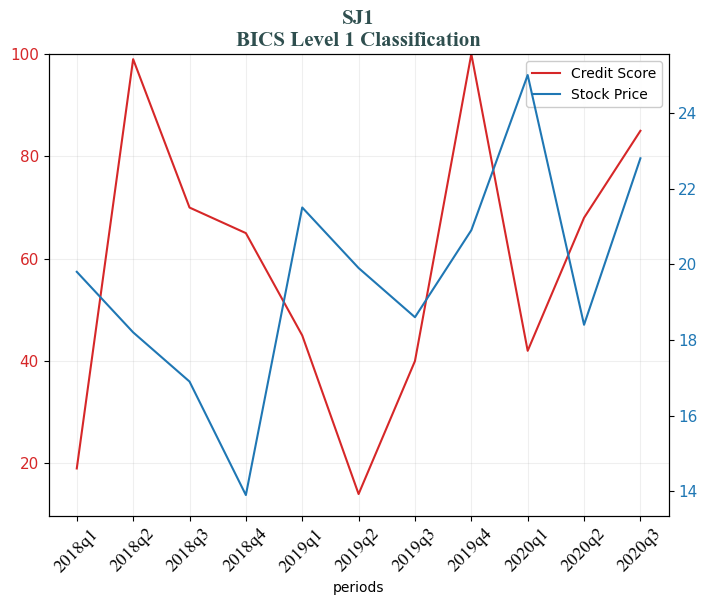 SJ1
BICS Level 1 Classification
Credit Score
Stock Price
100
80
60
40
20
24
22
20
18
16
14
2018q1
2018q2
2018q3
2018q4
2019q1
2019q2
2019q3
2019q4
2020q1
2020q2
2020q3
periods